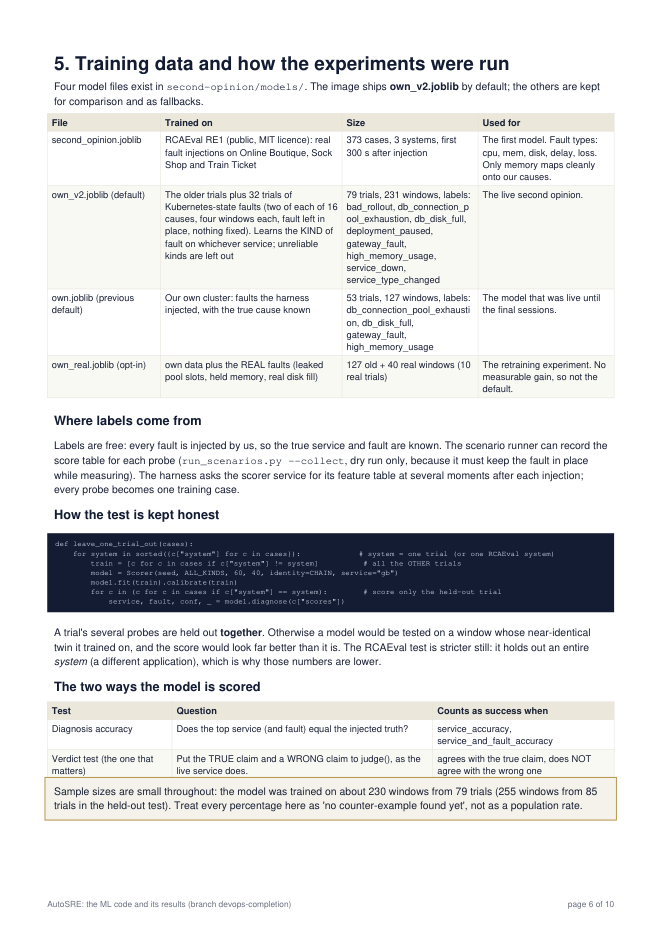 5. Training data and how the experiments were run
Four model files exist in second-opinion/models/. The image ships own_v2.joblib by default; the others are kept
for comparison and as fallbacks.
File Trained on Size Used for
second_opinion.joblib RCAEval RE1 (public, MIT licence): real 373 cases, 3 systems, first The first model. Fault types:
fault injections on Online Boutique, Sock 300 s after injection cpu, mem, disk, delay, loss.
Shop and Train Ticket Only memory maps cleanly
onto our causes.
own_v2.joblib (default) The older trials plus 32 trials of 79 trials, 231 windows, labels: The live second opinion.
Kubernetes-state faults (two of each of 16 bad_rollout, db_connection_p
causes, four windows each, fault left in ool_exhaustion, db_disk_full,
place, nothing fixed). Learns the KIND of deployment_paused,
fault on whichever service; unreliable gateway_fault,
kinds are left out high_memory_usage,
service_down,
service_type_changed
own.joblib (previous Our own cluster: faults the harness 53 trials, 127 windows, labels: The model that was live until
default) injected, with the true cause known db_connection_pool_exhausti the final sessions.
on, db_disk_full,
gateway_fault,
high_memory_usage
own_real.joblib (opt-in) own data plus the REAL faults (leaked 127 old + 40 real windows (10 The retraining experiment. No
pool slots, held memory, real disk fill) real trials) measurable gain, so not the
default.
Where labels come from
Labels are free: every fault is injected by us, so the true service and fault are known. The scenario runner can record the
score table for each probe (run_scenarios.py --collect, dry run only, because it must keep the fault in place
while measuring). The harness asks the scorer service for its feature table at several moments after each injection;
every probe becomes one training case.
How the test is kept honest
def leave_one_trial_out(cases):
for system in sorted({c["system"] for c in cases}): # system = one trial (or one RCAEval system)
train = [c for c in cases if c["system"] != system] # all the OTHER trials
model = Scorer(seed, ALL_KINDS, 60, 40, identity=CHAIN, service="gb")
model.fit(train).calibrate(train)
for c in (c for c in cases if c["system"] == system): # score only the held-out trial
service, fault, conf, _ = model.diagnose(c["scores"])
A trial's several probes are held out together. Otherwise a model would be tested on a window whose near-identical
twin it trained on, and the score would look far better than it is. The RCAEval test is stricter still: it holds out an entire
system (a different application), which is why those numbers are lower.
The two ways the model is scored
Test Question Counts as success when
Diagnosis accuracy Does the top service (and fault) equal the injected truth? service_accuracy,
service_and_fault_accuracy
Verdict test (the one that Put the TRUE claim and a WRONG claim to judge(), as the agrees with the true claim, does NOT
matters) live service does. agree with the wrong one
Sample sizes are small throughout: the model was trained on about 230 windows from 79 trials (255 windows from 85
trials in the held-out test). Treat every percentage here as 'no counter-example found yet', not as a population rate.
AutoSRE: the ML code and its results (branch devops-completion) page 6 of 10